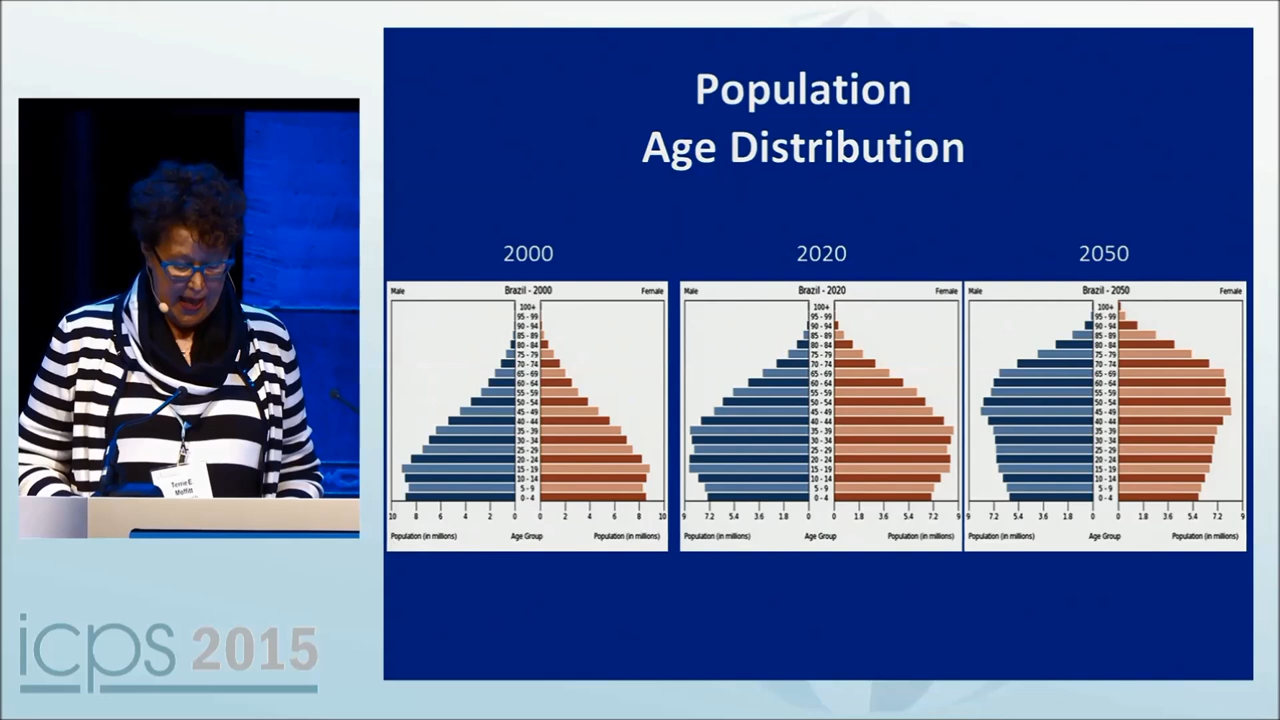 Population
Age Distribution
2000
2020
2050
Male Brazil - 2000 Female
100+
95 - 99
90 - 94
85 - 89
80 - 84
75 - 79
70 - 74
65 - 69
60 - 64
55 - 59
50 - 54
45 - 49
40 - 44
35 - 39
30 - 34
25 - 29
20 - 24
15 - 19
10 - 14
5 - 9
0 - 4
10 8 6 4 2 0 0 2 4 6 8 10
Population (in millions) Age Group Population (in millions)
Male Brazil - 2020 Female
100+
95 - 99
90 - 94
85 - 89
80 - 84
75 - 79
70 - 74
65 - 69
60 - 64
55 - 59
50 - 54
45 - 49
40 - 44
35 - 39
30 - 34
25 - 29
20 - 24
15 - 19
10 - 14
5 - 9
0 - 4
9 7.2 5.4 3.6 1.8 0 0 1.8 3.6 5.4 7.2 9
Population (in millions) Age Group Population (in millions)
Male Brazil - 2050 Female
100+
95 - 99
90 - 94
85 - 89
80 - 84
75 - 79
70 - 74
65 - 69
60 - 64
55 - 59
50 - 54
45 - 49
40 - 44
35 - 39
30 - 34
25 - 29
20 - 24
15 - 19
10 - 14
5 - 9
0 - 4
9 7.2 5.4 3.6 1.8 0 0 1.8 3.6 5.4 7.2 9
Population (in millions) Age Group Population (in millions)
Terrie E.
Moffitt
icps 2015